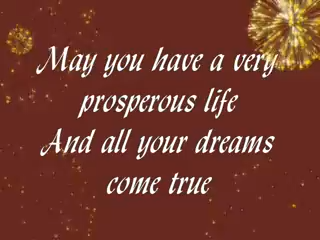 May you have a very
prosperous life
And all your dreams
come true